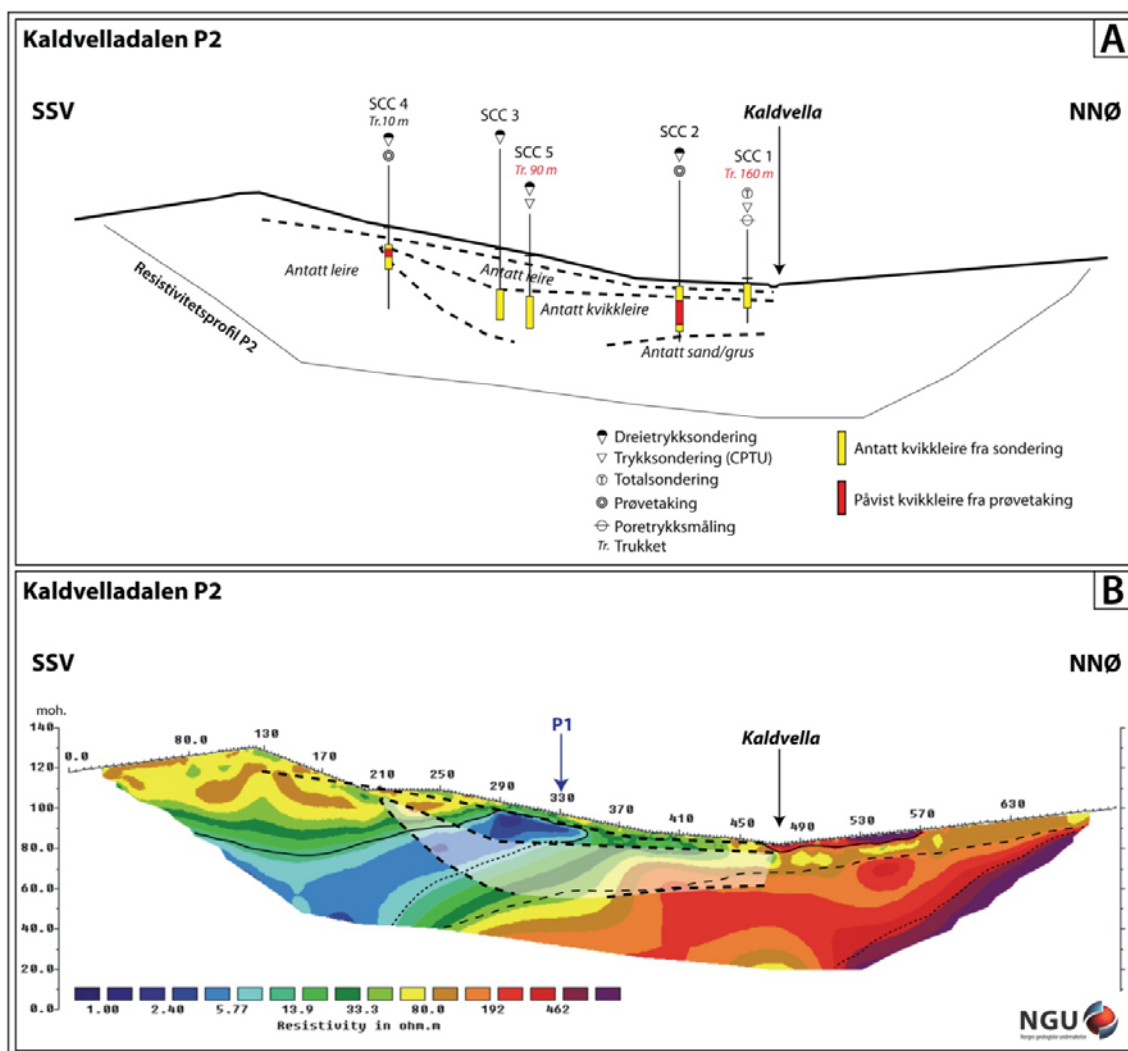 Kaldvelladalen P2
A
SSV
NNØ
SCC 4
Tr.10 m
SCC 3
SCC 5
Tr. 90 m
SCC 2
Kaldvella
SCC 1
Tr. 160 m
Antatt leire
Antatt leire
Antatt kvikkleire
Antatt sand/grus
Resistivitetsprofil P2
Dreietrykksondering
Trykksondering (CPTU)
Totalsondering
Prøvetaking
Poretrykksmåling
Tr. Trukket
Antatt kvikkleire fra sondering
Påvist kvikkleire fra prøvetaking
Kaldvelladalen P2
B
SSV
NNØ
moh.
P1
Kaldvella
140
120
100
80.0
60.0
40.0
20.0
0.0
0.0 80.0 130 170 210 250 290 330 370 410 450 490 530 570 630
1.00 2.40 5.77 13.9 33.3 80.0 192 462
Resistivity in ohm.m
NGU
Norges geologiske undersøkelse